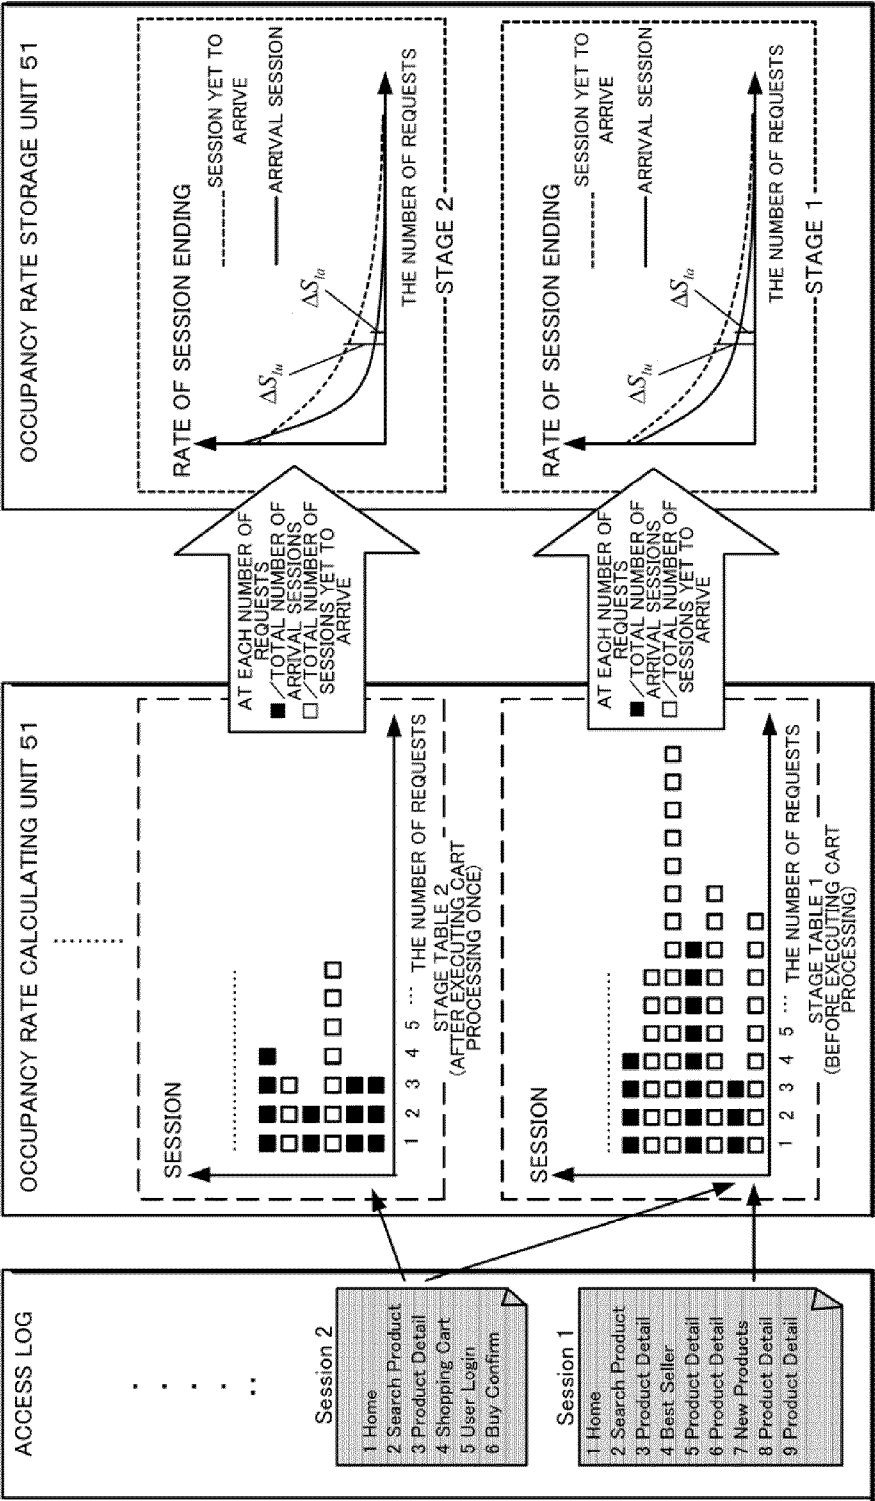 ACCESS LOG
Session 2
1 Home
2 Search Product
3 Product Detail
4 Shopping Cart
5 User Login
6 Buy Confirm
Session 1
1 Home
2 Search Product
3 Product Detail
4 Best Seller
5 Product Detail
6 Product Detail
7 New Products
8 Product Detail
9 Product Detail
OCCUPANCY RATE CALCULATING UNIT 51
SESSION
1 2 3 4 5 ... THE NUMBER OF REQUESTS
STAGE TABLE 2
(AFTER EXECUTING CART
PROCESSING ONCE)
SESSION
1 2 3 4 5 ... THE NUMBER OF REQUESTS
STAGE TABLE 1
(BEFORE EXECUTING CART
PROCESSING)
AT EACH NUMBER OF
REQUESTS
■/TOTAL NUMBER OF
ARRIVAL SESSIONS
□/TOTAL NUMBER OF
SESSIONS YET TO
ARRIVE
AT EACH NUMBER OF
REQUESTS
■/TOTAL NUMBER OF
ARRIVAL SESSIONS
□/TOTAL NUMBER OF
SESSIONS YET TO
ARRIVE
OCCUPANCY RATE STORAGE UNIT 51
RATE OF SESSION ENDING
SESSION YET TO
ARRIVE
ARRIVAL SESSION
ΔSlu
ΔSla
THE NUMBER OF REQUESTS
STAGE 2
RATE OF SESSION ENDING
SESSION YET TO
ARRIVE
ARRIVAL SESSION
ΔSlu
ΔSla
THE NUMBER OF REQUESTS
STAGE 1